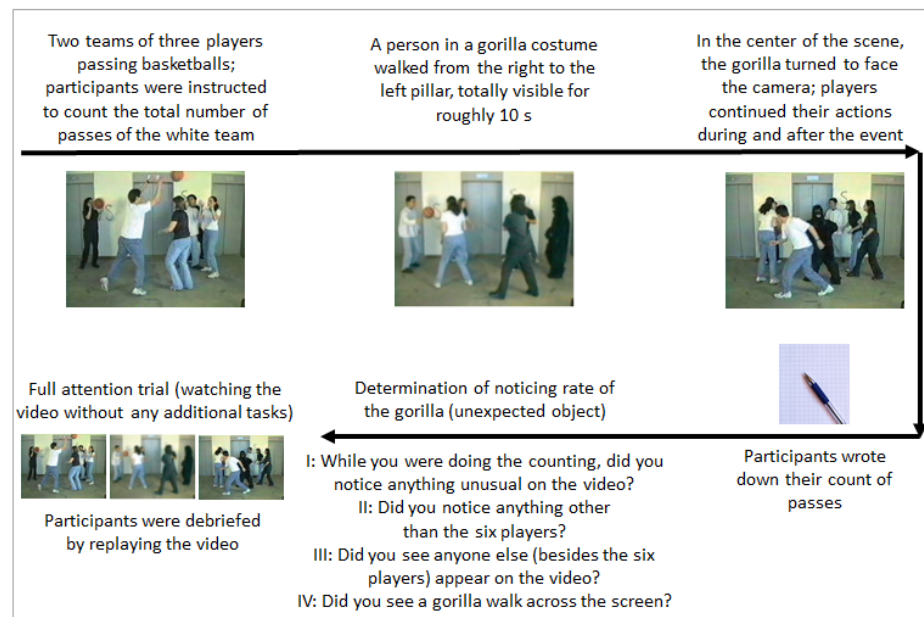 Two teams of three players
passing basketballs;
participants were instructed
to count the total number of
passes of the white team
A person in a gorilla costume
walked from the right to the
left pillar, totally visible for
roughly 10 s
In the center of the scene,
the gorilla turned to face
the camera; players
continued their actions
during and after the event
Participants wrote
down their count of
passes
Determination of noticing rate of
the gorilla (unexpected object)
I: While you were doing the counting, did you
notice anything unusual on the video?
II: Did you notice anything other
than the six players?
III: Did you see anyone else (besides the six
players) appear on the video?
IV: Did you see a gorilla walk across the screen?
Full attention trial (watching the
video without any additional tasks)
Participants were debriefed
by replaying the video